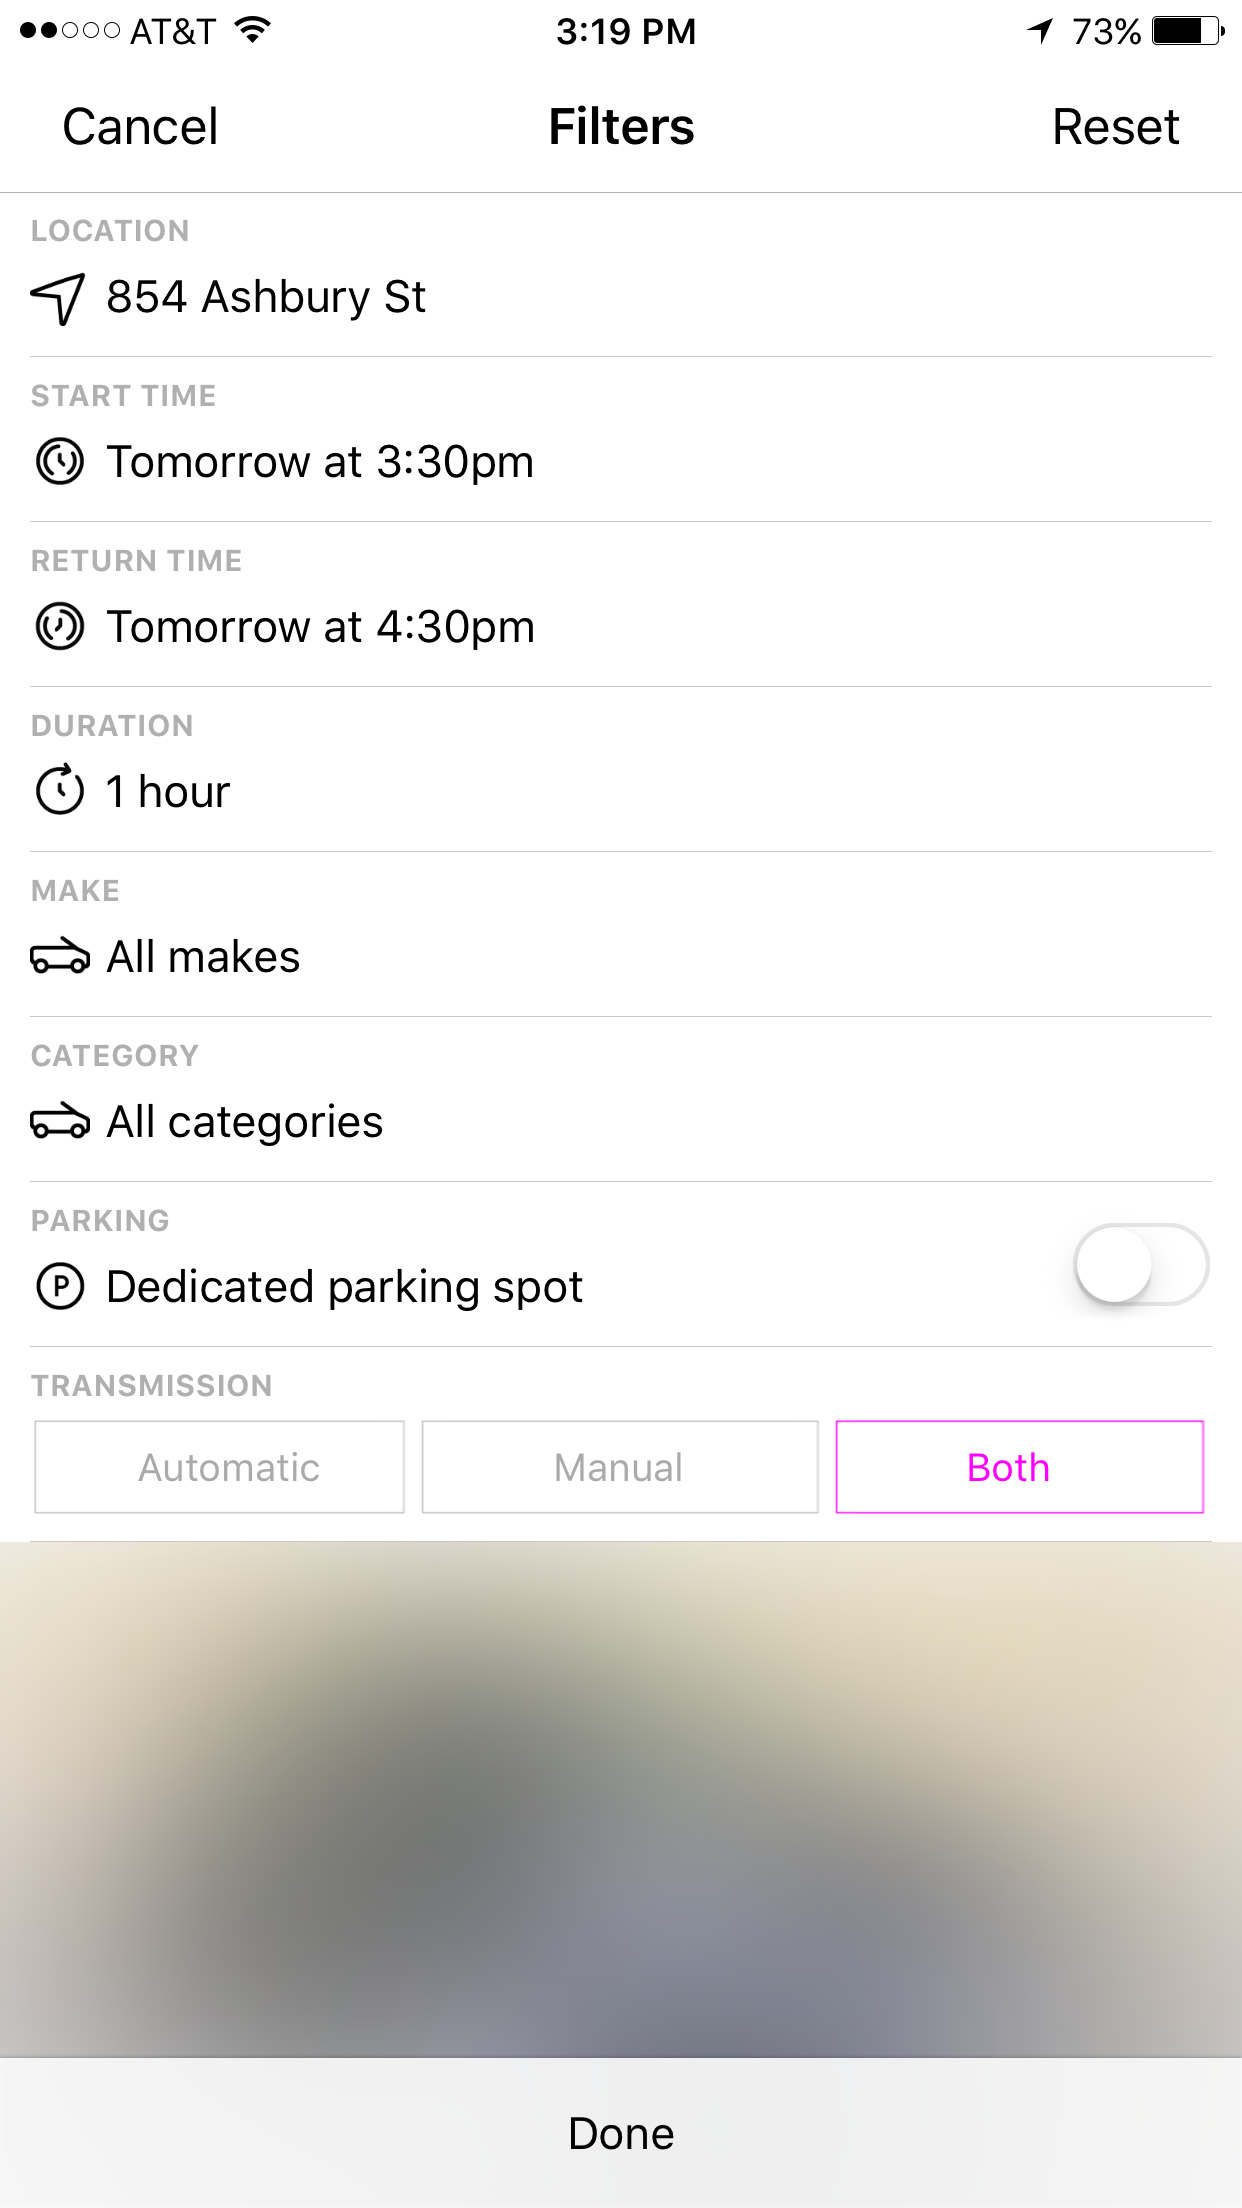 AT&T 3:19 PM 73%
Cancel Filters Reset
LOCATION
854 Ashbury St
START TIME
Tomorrow at 3:30pm
RETURN TIME
Tomorrow at 4:30pm
DURATION
1 hour
MAKE
All makes
CATEGORY
All categories
PARKING
P Dedicated parking spot
TRANSMISSION
Automatic Manual Both
Done